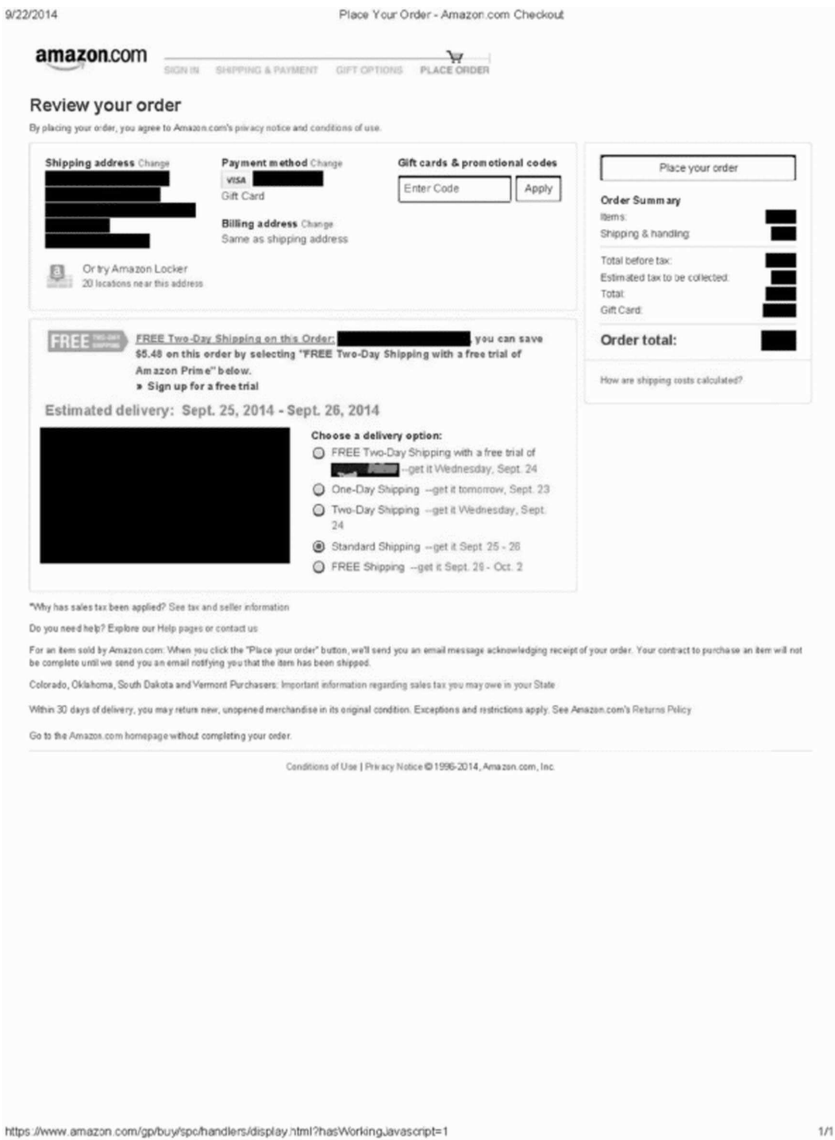 9/22/2014
Place Your Order - Amazon.com Checkout
amazon.com
SIGN IN SHIPPING & PAYMENT GIFT OPTIONS PLACE ORDER
Review your order
By placing your order, you agree to Amazon.com's privacy notice and conditions of use.
Shipping address Change
Or try Amazon Locker
20 locations near this address
Payment method Change
VISA
Gift Card
Billing address Change
Same as shipping address
Gift cards & promotional codes
Enter Code Apply
Place your order
Order Summary
Items:
Shipping & handling:
Total before tax:
Estimated tax to be collected:
Total:
Gift Card:
Order total:
How are shipping costs calculated?
FREE TWO-DAY SHIPPING
FREE Two-Day Shipping on this Order: , you can save
$5.48 on this order by selecting "FREE Two-Day Shipping with a free trial of
Amazon Prime" below.
» Sign up for a free trial
Estimated delivery: Sept. 25, 2014 - Sept. 26, 2014
Choose a delivery option:
FREE Two-Day Shipping with a free trial of
--get it Wednesday, Sept. 24
One-Day Shipping --get it tomorrow, Sept. 23
Two-Day Shipping --get it Wednesday, Sept.
24
Standard Shipping --get it Sept. 25 - 26
FREE Shipping --get it Sept. 29 - Oct. 2
*Why has sales tax been applied? See tax and seller information
Do you need help? Explore our Help pages or contact us
For an item sold by Amazon.com: When you click the "Place your order" button, we'll send you an email message acknowledging receipt of your order. Your contract to purchase an item will not
be complete until we send you an email notifying you that the item has been shipped.
Colorado, Oklahoma, South Dakota and Vermont Purchasers: Important information regarding sales tax you may owe in your State
Within 30 days of delivery, you may return new, unopened merchandise in its original condition. Exceptions and restrictions apply. See Amazon.com's Returns Policy
Go to the Amazon.com homepage without completing your order.
Conditions of Use | Privacy Notice © 1996-2014, Amazon.com, Inc.
https://www.amazon.com/gp/buy/spc/handlers/display.html?hasWorkingJavascript=1
1/1